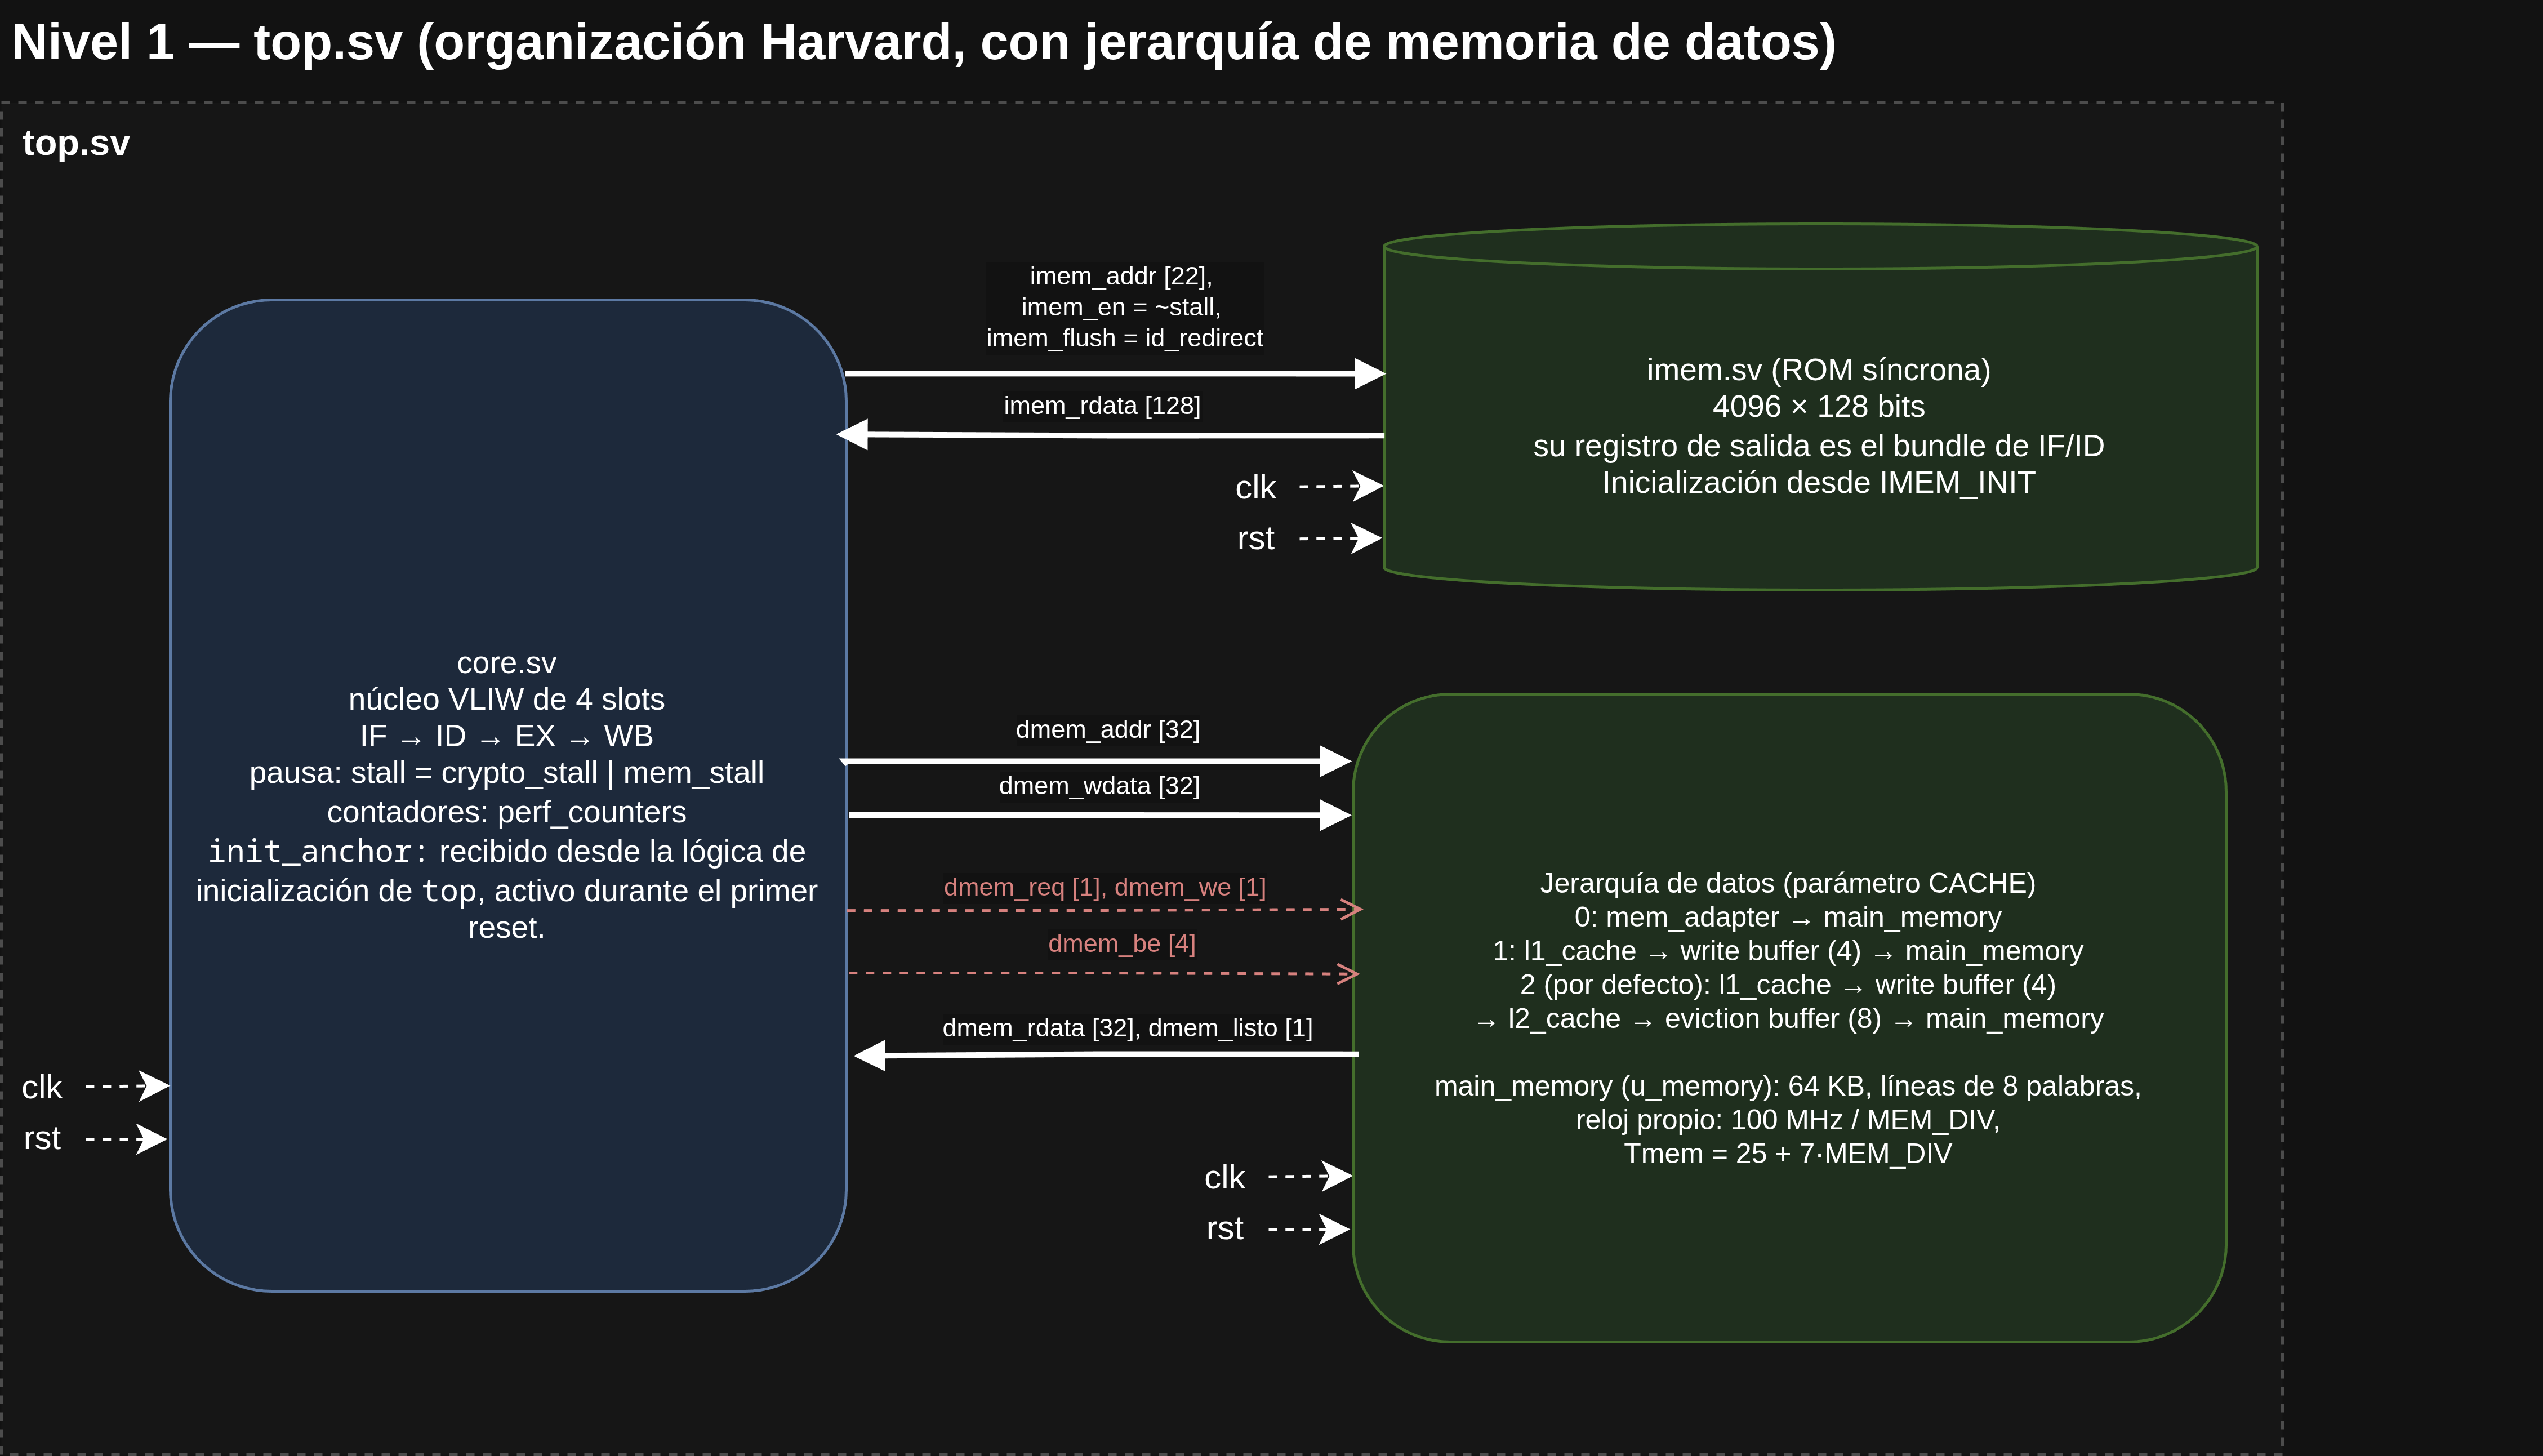 Nivel 1 — top.sv (organización Harvard, con jerarquía de memoria de datos)
top.sv
imem_addr [22],
imem_en = ~stall,
imem_flush = id_redirect
imem_rdata [128]
clk
rst
imem.sv (ROM síncrona)
4096 × 128 bits
su registro de salida es el bundle de IF/ID
Inicialización desde IMEM_INIT
core.sv
núcleo VLIW de 4 slots
IF → ID → EX → WB
pausa: stall = crypto_stall | mem_stall
contadores: perf_counters
init_anchor: recibido desde la lógica de
inicialización de top, activo durante el primer
reset.
clk
rst
dmem_addr [32]
dmem_wdata [32]
dmem_req [1], dmem_we [1]
dmem_be [4]
dmem_rdata [32], dmem_listo [1]
clk
rst
Jerarquía de datos (parámetro CACHE)
0: mem_adapter → main_memory
1: l1_cache → write buffer (4) → main_memory
2 (por defecto): l1_cache → write buffer (4)
→ l2_cache → eviction buffer (8) → main_memory
main_memory (u_memory): 64 KB, líneas de 8 palabras,
reloj propio: 100 MHz / MEM_DIV,
Tmem = 25 + 7·MEM_DIV